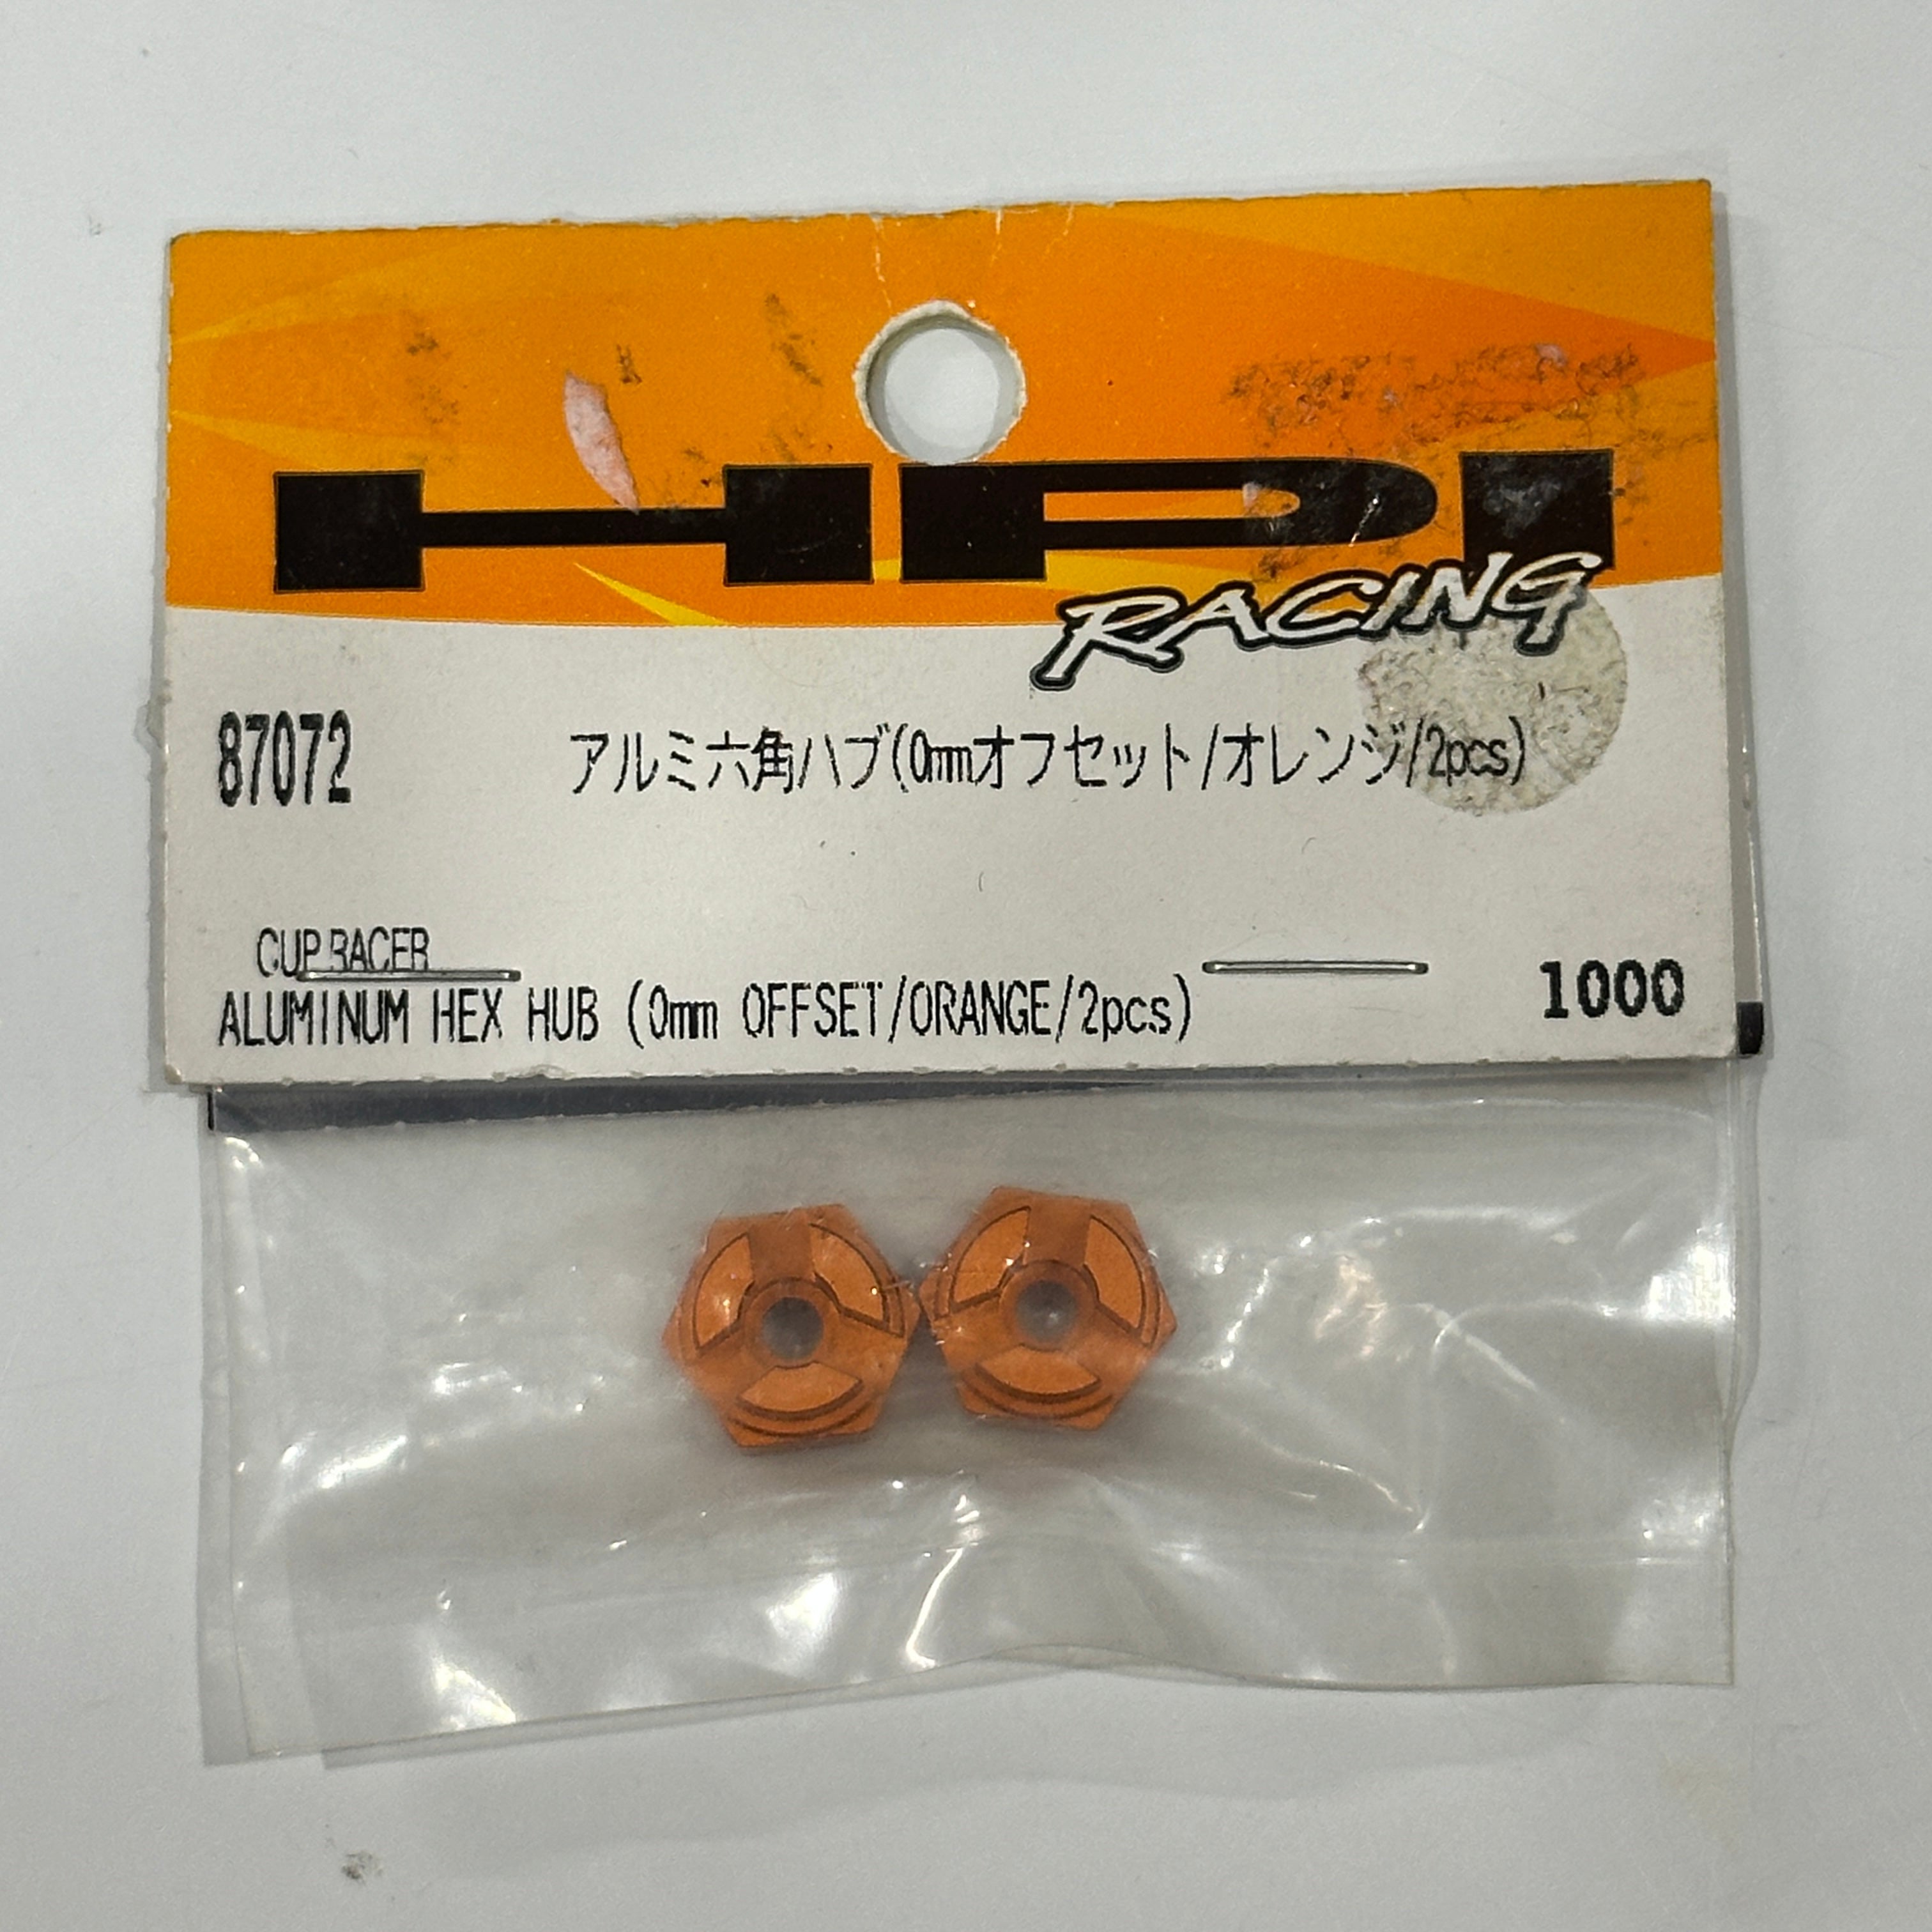 HPI
RACING
87072 アルミ六角ハブ(0mmオフセット/オレンジ/2pcs)
CUP RACER
ALUMINUM HEX HUB (0mm OFFSET/ORANGE/2pcs) 1000